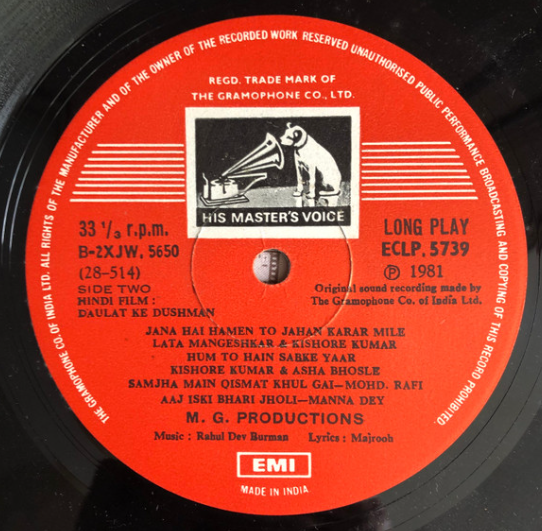 THE GRAMOPHONE CO. OF INDIA LTD. ALL RIGHTS OF THE MANUFACTURER AND OF THE OWNER OF THE RECORDED WORK RESERVED UNAUTHORISED PUBLIC PERFORMANCE BROADCASTING AND COPYING OF THIS RECORD PROHIBITED.
REGD. TRADE MARK OF
THE GRAMOPHONE CO., LTD.
HIS MASTER'S VOICE
33 1/3 r.p.m.
B-2XJW, 5650
(28-514)
SIDE TWO
HINDI FILM :
DAULAT KE DUSHMAN
LONG PLAY
ECLP, 5739
℗ 1981
Original sound recording made by
The Gramophone Co. of India Ltd.
JANA HAI HAMEN TO JAHAN KARAR MILE
LATA MANGESHKAR & KISHORE KUMAR
HUM TO HAIN SABKE YAAR
KISHORE KUMAR & ASHA BHOSLE
SAMJHA MAIN QISMAT KHUL GAI—MOHD. RAFI
AAJ ISKI BHARI JHOLI—MANNA DEY
M. G. PRODUCTIONS
Music : Rahul Dev Burman Lyrics : Majrooh
EMI
MADE IN INDIA